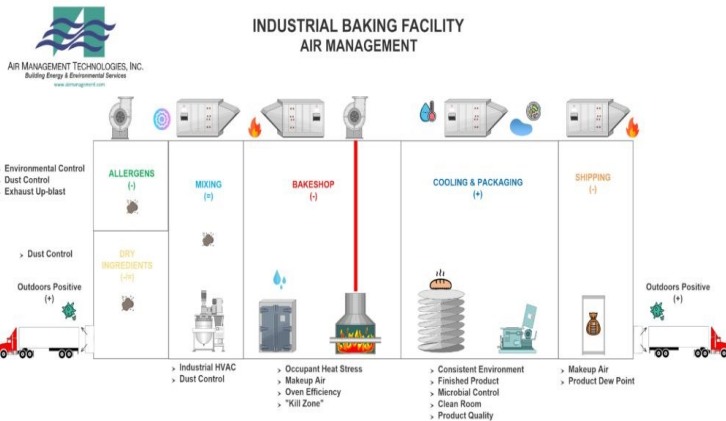 INDUSTRIAL BAKING FACILITY
AIR MANAGEMENT
AIR MANAGEMENT TECHNOLOGIES, INC.
Building Energy & Environmental Services
www.airmanagement.com
Environmental Control
Dust Control
Exhaust Up-blast
ALLERGENS
(-)
MIXING
(=)
BAKESHOP
(-)
COOLING & PACKAGING
(+)
SHIPPING
(-)
> Dust Control
DRY
INGREDIENTS
(-/=)
Outdoors Positive
(+)
Outdoors Positive
(+)
> Industrial HVAC
> Dust Control
> Occupant Heat Stress
> Makeup Air
> Oven Efficiency
> "Kill Zone"
> Consistent Environment
> Finished Product
> Microbial Control
> Clean Room
> Product Quality
> Makeup Air
> Product Dew Point